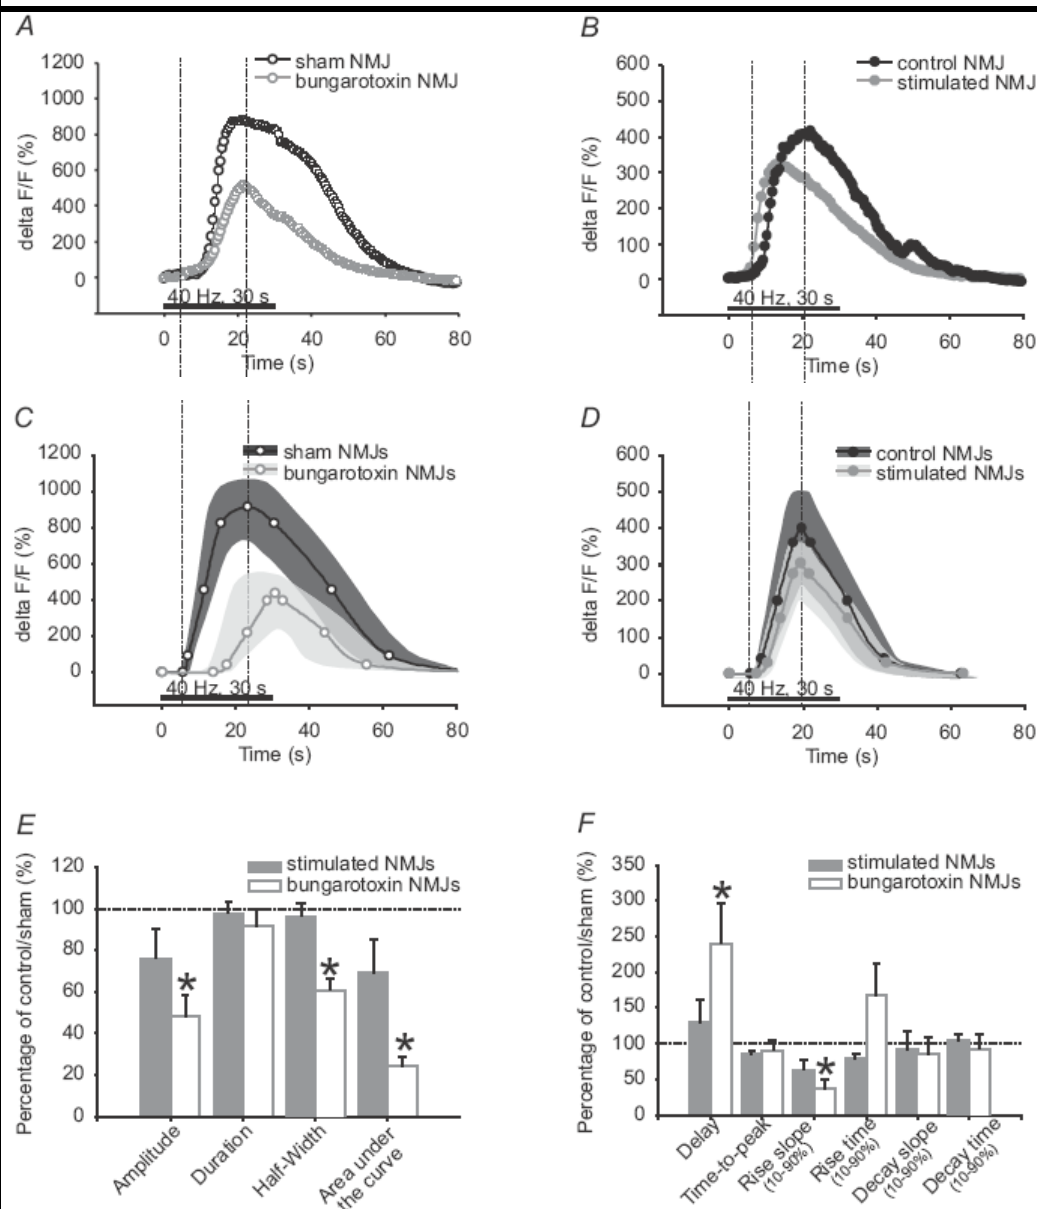 A
B
1200
1000
800
600
400
200
0
delta F/F (%)
sham NMJ
bungarotoxin NMJ
40 Hz, 30 s
0 20 40 60 80
Time (s)
600
500
400
300
200
100
0
delta F/F (%)
control NMJ
stimulated NMJ
40 Hz, 30 s
0 20 40 60 80
Time (s)
C
D
1200
1000
800
600
400
200
0
delta F/F (%)
sham NMJs
bungarotoxin NMJs
40 Hz, 30 s
0 20 40 60 80
Time (s)
600
500
400
300
200
100
0
delta F/F (%)
control NMJs
stimulated NMJs
40 Hz, 30 s
0 20 40 60 80
Time (s)
E
F
120
100
80
60
40
20
0
Percentage of control/sham (%)
stimulated NMJs
bungarotoxin NMJs
*
*
*
Amplitude
Duration
Half-Width
Area under
the curve
350
300
250
200
150
100
50
0
Percentage of control/sham (%)
stimulated NMJs
bungarotoxin NMJs
*
*
Delay
Time-to-peak
Rise slope
(10-90%)
Rise time
(10-90%)
Decay slope
(10-90%)
Decay time
(10-90%)